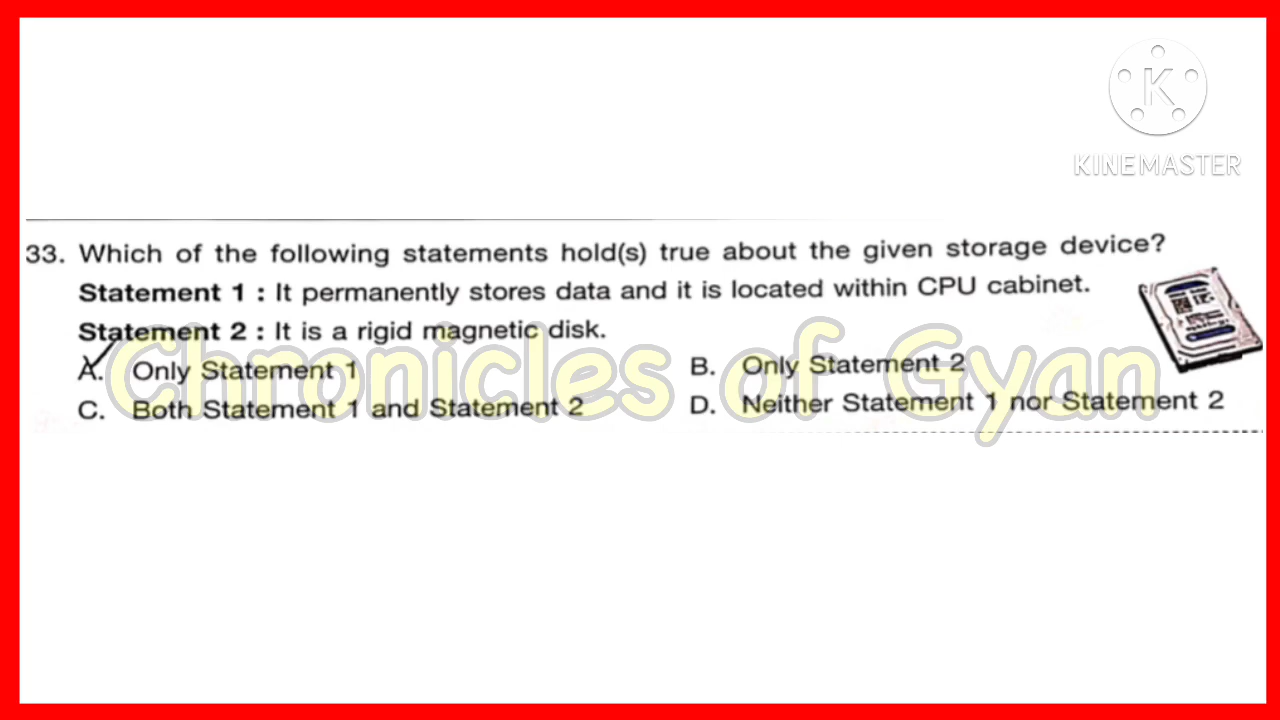 K
KINEMASTER
33. Which of the following statements hold(s) true about the given storage device?
Statement 1 : It permanently stores data and it is located within CPU cabinet.
Statement 2 : It is a rigid magnetic disk.
A. Only Statement 1 B. Only Statement 2
C. Both Statement 1 and Statement 2 D. Neither Statement 1 nor Statement 2
Chronicles of Gyan